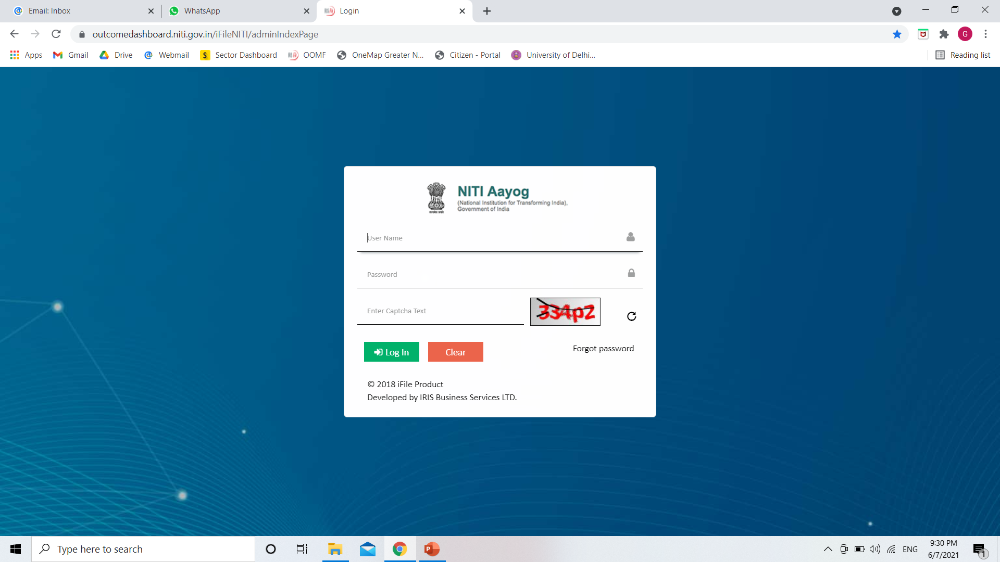 Email: Inbox
WhatsApp
Login
outcomedashboard.niti.gov.in/iFileNITI/adminIndexPage
G
Apps
Gmail
Drive
Webmail
Sector Dashboard
OOMF
OneMap Greater N...
Citizen - Portal
University of Delhi...
Reading list
NITI Aayog
(National Institution for Transforming India),
Government of India
User Name
Password
Enter Captcha Text
334pz
Log In
Clear
Forgot password
© 2018 iFile Product
Developed by IRIS Business Services LTD.
Type here to search
ENG
9:30 PM
6/7/2021
1